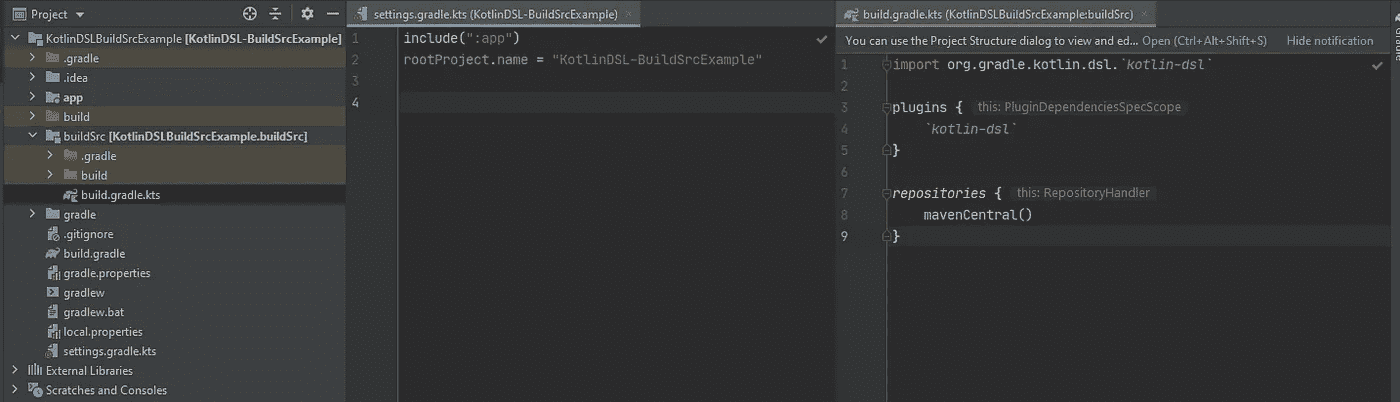 Project
KotlinDSLBuildSrcExample [KotlinDSL-BuildSrcExample]
.gradle
.idea
app
build
buildSrc [KotlinDSLBuildSrcExample.buildSrc]
.gradle
build
build.gradle.kts
gradle
.gitignore
build.gradle
gradle.properties
gradlew
gradlew.bat
local.properties
settings.gradle.kts
External Libraries
Scratches and Consoles
settings.gradle.kts (KotlinDSL-BuildSrcExample)
1 include(":app")
2 rootProject.name = "KotlinDSL-BuildSrcExample"
3
4
build.gradle.kts (KotlinDSLBuildSrcExample:buildSrc)
You can use the Project Structure dialog to view and ed... Open (Ctrl+Alt+Shift+S) Hide notification
1 import org.gradle.kotlin.dsl.`kotlin-dsl`
2
3 plugins { this: PluginDependenciesSpecScope
4 `kotlin-dsl`
5 }
6
7 repositories { this: RepositoryHandler
8 mavenCentral()
9 }